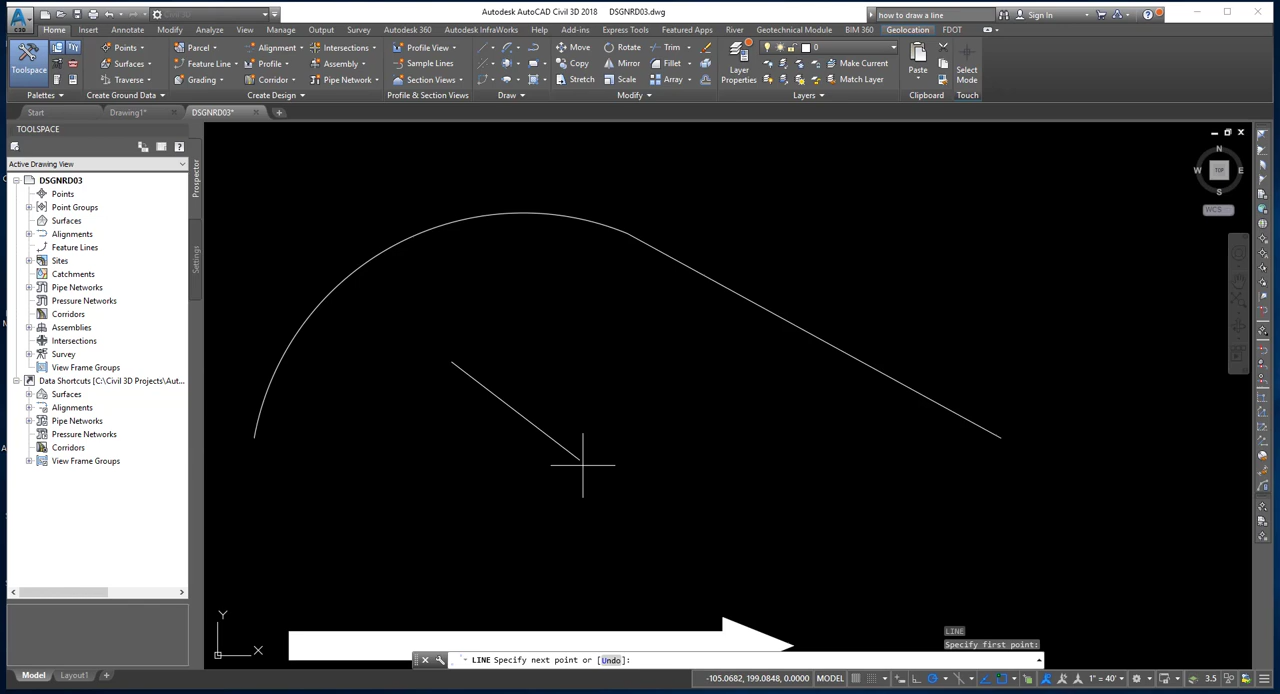 Autodesk AutoCAD Civil 3D 2018 DSGNRD03.dwg
how to draw a line
Sign In
C3D
Home Insert Annotate Modify Analyze View Manage Output Survey Autodesk 360 Autodesk InfraWorks Help Add-ins Express Tools Featured Apps River Geotechnical Module BIM 360 Geolocation FDOT
Toolspace
Points
Surfaces
Traverse
Parcel
Feature Line
Grading
Alignment
Profile
Corridor
Intersections
Assembly
Pipe Network
Profile View
Sample Lines
Section Views
Move
Copy
Stretch
Rotate
Mirror
Scale
Trim
Fillet
Array
Layer
Properties
0
Make Current
Match Layer
Paste
Select
Mode
Palettes Create Ground Data Create Design Profile & Section Views Draw Modify Layers Clipboard Touch
Start Drawing1* DSGNRD03*
TOOLSPACE
Active Drawing View
DSGNRD03
Points
Point Groups
Surfaces
Alignments
Feature Lines
Sites
Catchments
Pipe Networks
Pressure Networks
Corridors
Assemblies
Intersections
Survey
View Frame Groups
Data Shortcuts [C:\Civil 3D Projects\Aut...
Surfaces
Alignments
Pipe Networks
Pressure Networks
Corridors
View Frame Groups
Prospector
Settings
N
W TOP E
S
WCS
Y
X
LINE
Specify first point:
LINE Specify next point or [Undo]:
Model Layout1
-105.0682, 199.0848, 0.0000 MODEL 1" = 40' 3.5